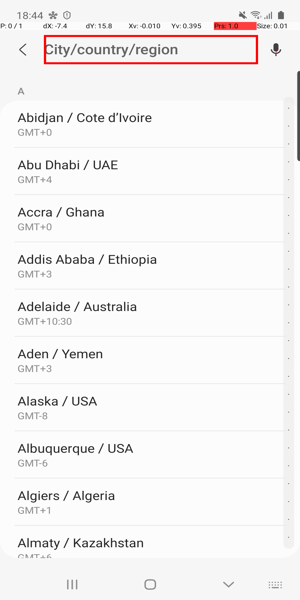 18:44
P: 0 / 1 dX: -7.4 dY: 15.8 Xv: -0.010 Yv: 0.395 Prs: 1.0 Size: 0.01
City/country/region
A
Abidjan / Cote d'Ivoire
GMT+0
Abu Dhabi / UAE
GMT+4
Accra / Ghana
GMT+0
Addis Ababa / Ethiopia
GMT+3
Adelaide / Australia
GMT+10:30
Aden / Yemen
GMT+3
Alaska / USA
GMT-8
Albuquerque / USA
GMT-6
Algiers / Algeria
GMT+1
Almaty / Kazakhstan
GMT+6